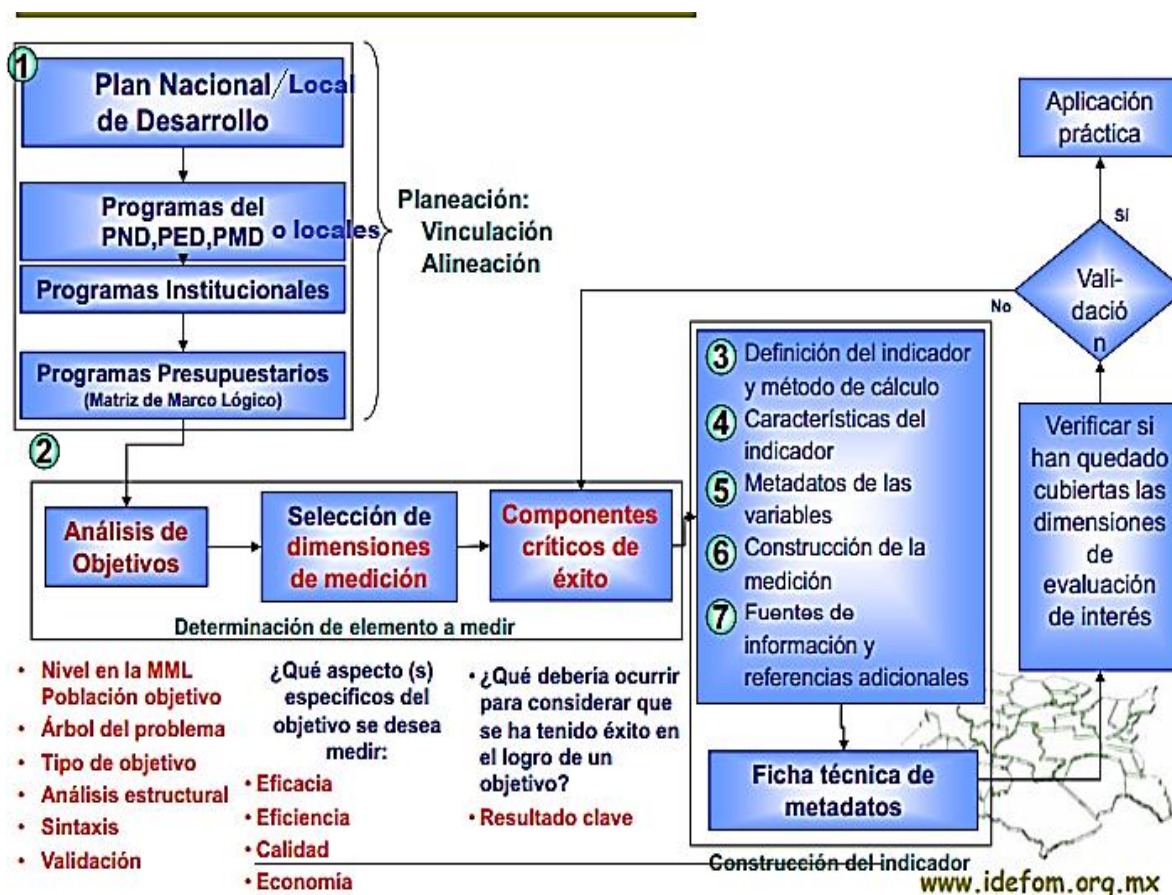 1
Plan Nacional/Local
de Desarrollo
Programas del
PND,PED,PMD o locales
Programas Institucionales
Programas Presupuestarios
(Matriz de Marco Lógico)
Planeación:
Vinculación
Alineación
2
Análisis de
Objetivos
Selección de
dimensiones
de medición
Componentes
críticos de
éxito
Determinación de elemento a medir
• Nivel en la MML
Población objetivo
• Árbol del problema
• Tipo de objetivo
• Análisis estructural
• Sintaxis
• Validación
¿Qué aspecto (s)
específicos del
objetivo se desea
medir:
• Eficacia
• Eficiencia
• Calidad
• Economía
• ¿Qué debería ocurrir
para considerar que
se ha tenido éxito en
el logro de un
objetivo?
• Resultado clave
3 Definición del indicador
y método de cálculo
4 Características del
indicador
5 Metadatos de las
variables
6 Construcción de la
medición
7 Fuentes de
información y
referencias adicionales
Ficha técnica de
metadatos
Construcción del indicador
Verificar si
han quedado
cubiertas las
dimensiones
de
evaluación
de interés
Vali-
dació
n
No
Sí
Aplicación
práctica
www.idefom.org.mx